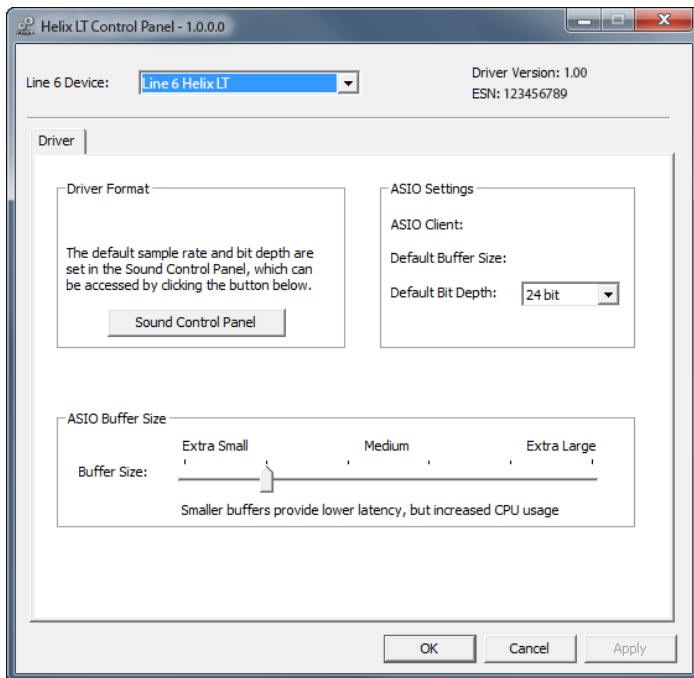 Helix LT Control Panel - 1.0.0.0
Line 6 Device:
Line 6 Helix LT
Driver Version: 1.00
ESN: 123456789
Driver
Driver Format
The default sample rate and bit depth are
set in the Sound Control Panel, which can
be accessed by clicking the button below.
Sound Control Panel
ASIO Settings
ASIO Client:
Default Buffer Size:
Default Bit Depth:
24 bit
ASIO Buffer Size
Extra Small
Medium
Extra Large
Buffer Size:
Smaller buffers provide lower latency, but increased CPU usage
OK
Cancel
Apply